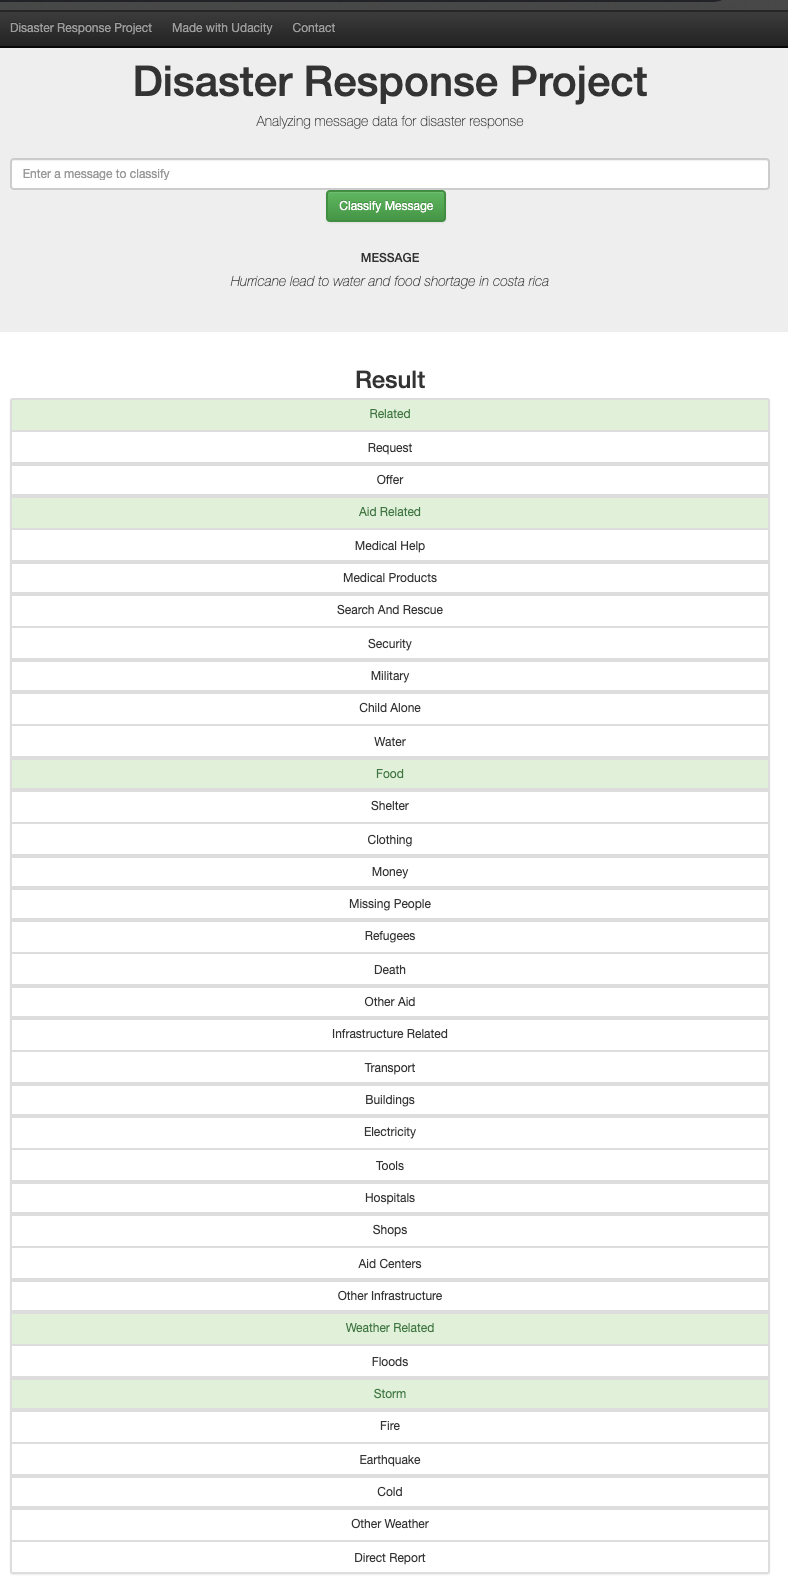 Disaster Response Project Made with Udacity Contact
Disaster Response Project
Analyzing message data for disaster response
Enter a message to classify
Classify Message
MESSAGE
Hurricane lead to water and food shortage in costa rica
Result
Related
Request
Offer
Aid Related
Medical Help
Medical Products
Search And Rescue
Security
Military
Child Alone
Water
Food
Shelter
Clothing
Money
Missing People
Refugees
Death
Other Aid
Infrastructure Related
Transport
Buildings
Electricity
Tools
Hospitals
Shops
Aid Centers
Other Infrastructure
Weather Related
Floods
Storm
Fire
Earthquake
Cold
Other Weather
Direct Report